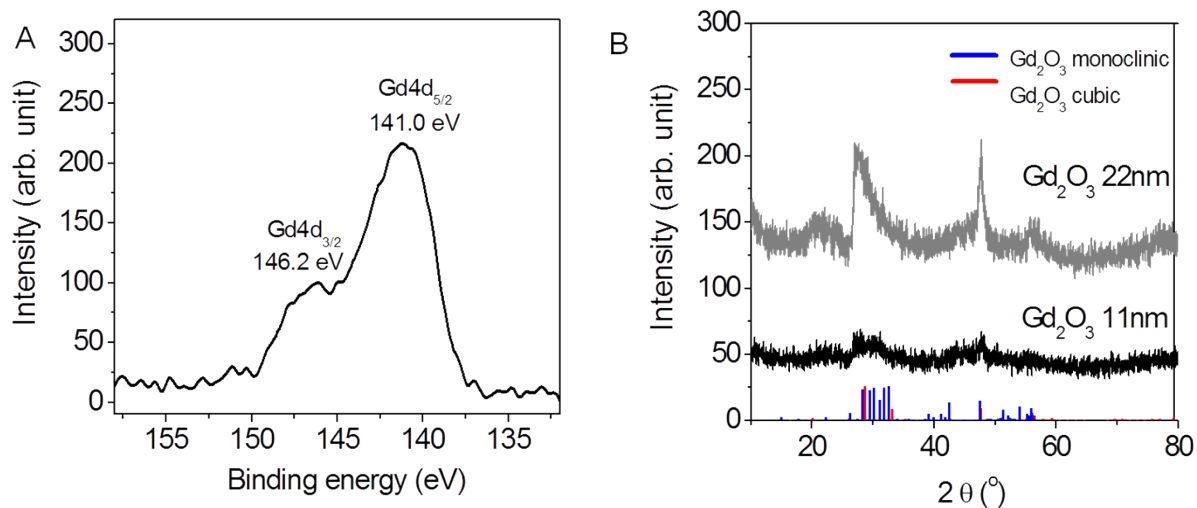 A
300
250
200
150
100
50
0
Intensity (arb. unit)
Gd4d5/2
141.0 eV
Gd4d3/2
146.2 eV
155 150 145 140 135
Binding energy (eV)
B
300
250
200
150
100
50
0
Intensity (arb. unit)
Gd2O3 monoclinic
Gd2O3 cubic
Gd2O3 22nm
Gd2O3 11nm
20 40 60 80
2 θ (°)